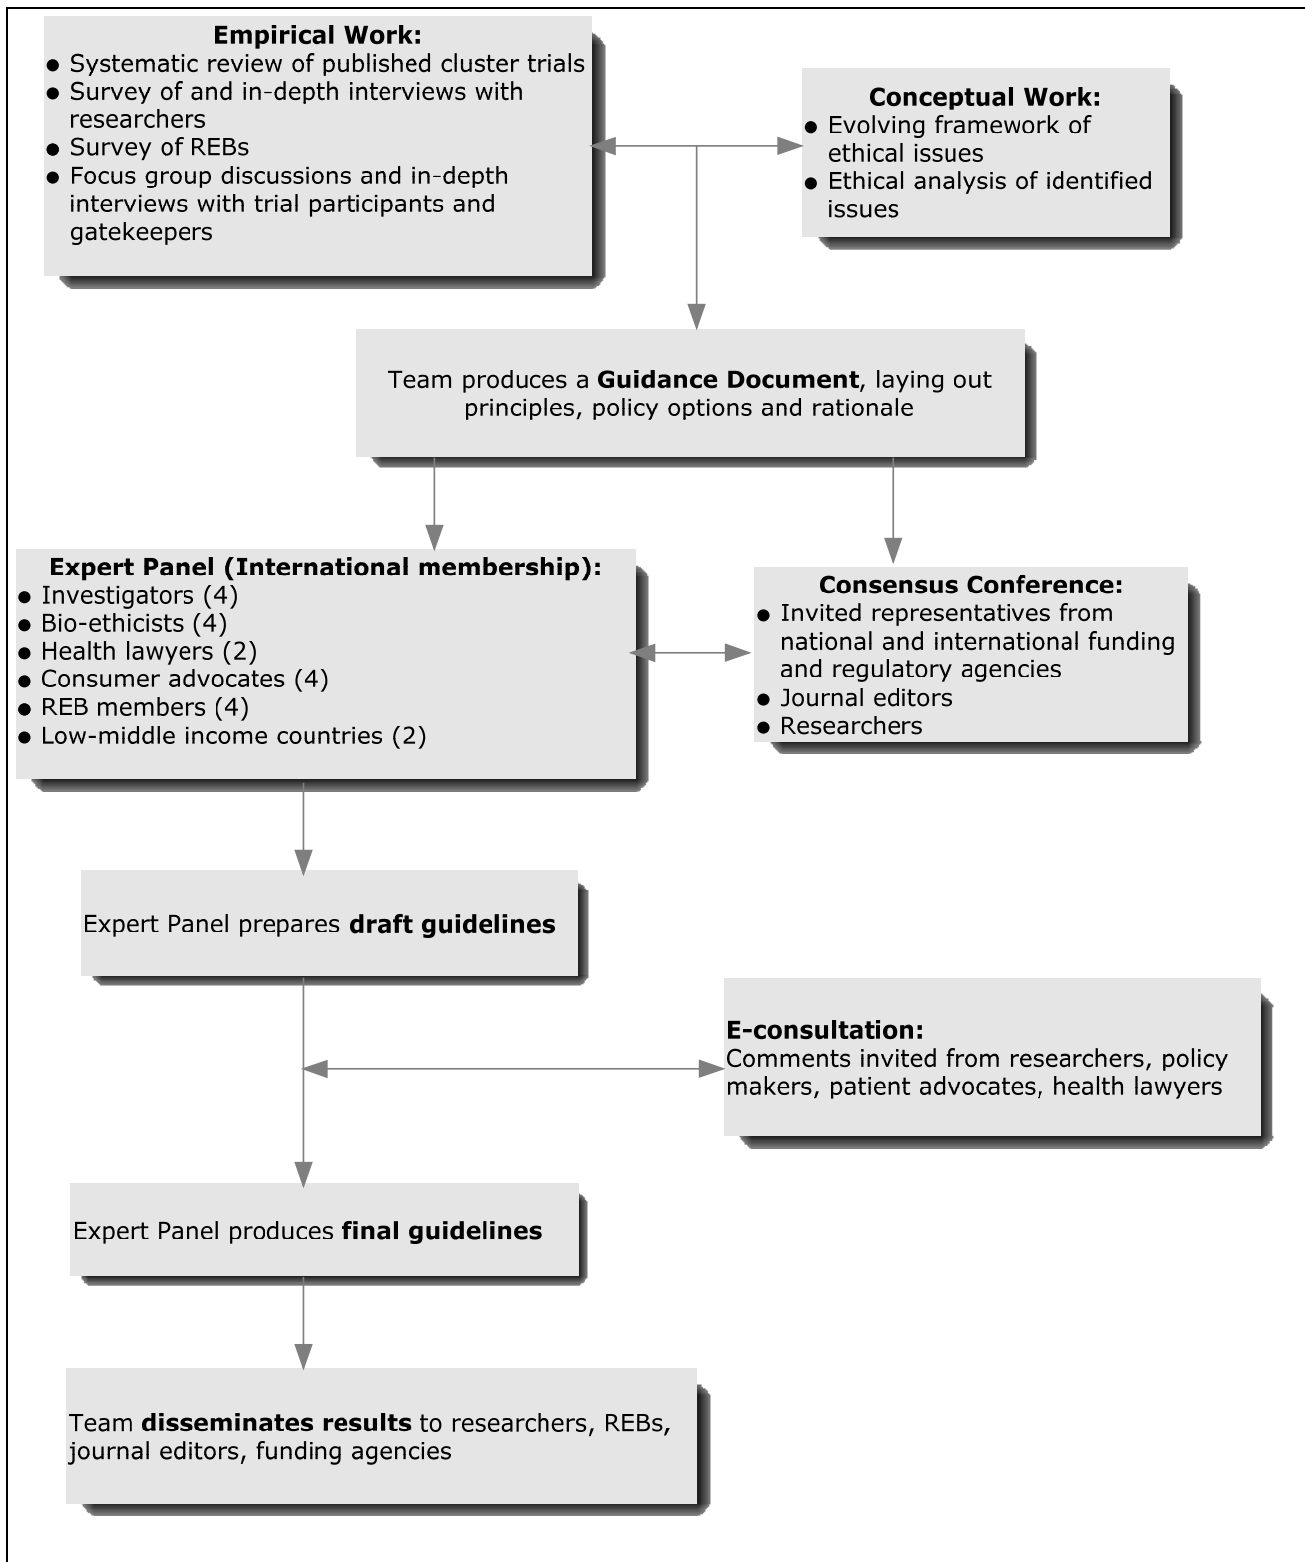 Empirical Work:
● Systematic review of published cluster trials
● Survey of and in-depth interviews with
researchers
● Survey of REBs
● Focus group discussions and in-depth
interviews with trial participants and
gatekeepers
Conceptual Work:
● Evolving framework of
ethical issues
● Ethical analysis of identified
issues
Team produces a Guidance Document, laying out
principles, policy options and rationale
Expert Panel (International membership):
● Investigators (4)
● Bio-ethicists (4)
● Health lawyers (2)
● Consumer advocates (4)
● REB members (4)
● Low-middle income countries (2)
Consensus Conference:
● Invited representatives from
national and international funding
and regulatory agencies
● Journal editors
● Researchers
Expert Panel prepares draft guidelines
E-consultation:
Comments invited from researchers, policy
makers, patient advocates, health lawyers
Expert Panel produces final guidelines
Team disseminates results to researchers, REBs,
journal editors, funding agencies